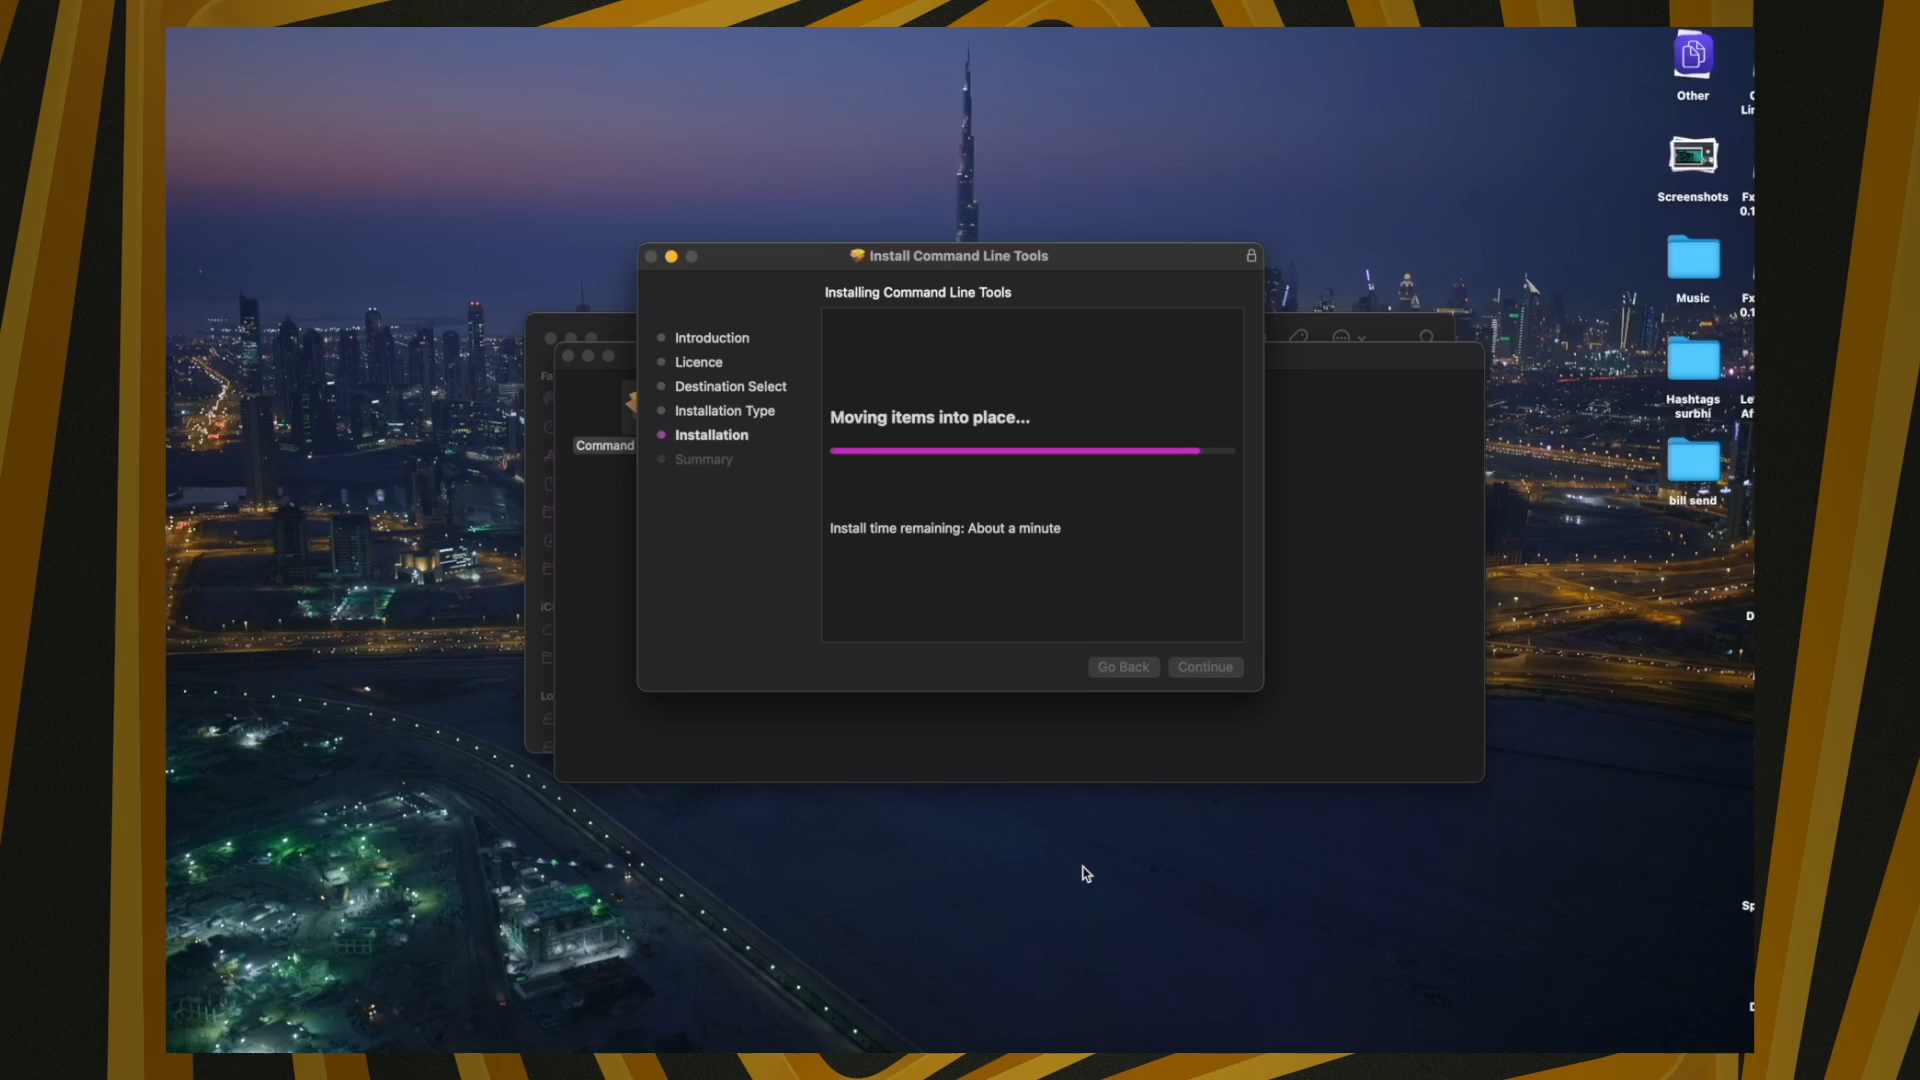 Other
Screenshots
Music
Hashtags
surbhi
bill send
Install Command Line Tools
Installing Command Line Tools
Introduction
Licence
Destination Select
Installation Type
Installation
Summary
Moving items into place...
Install time remaining: About a minute
Go Back
Continue
Command